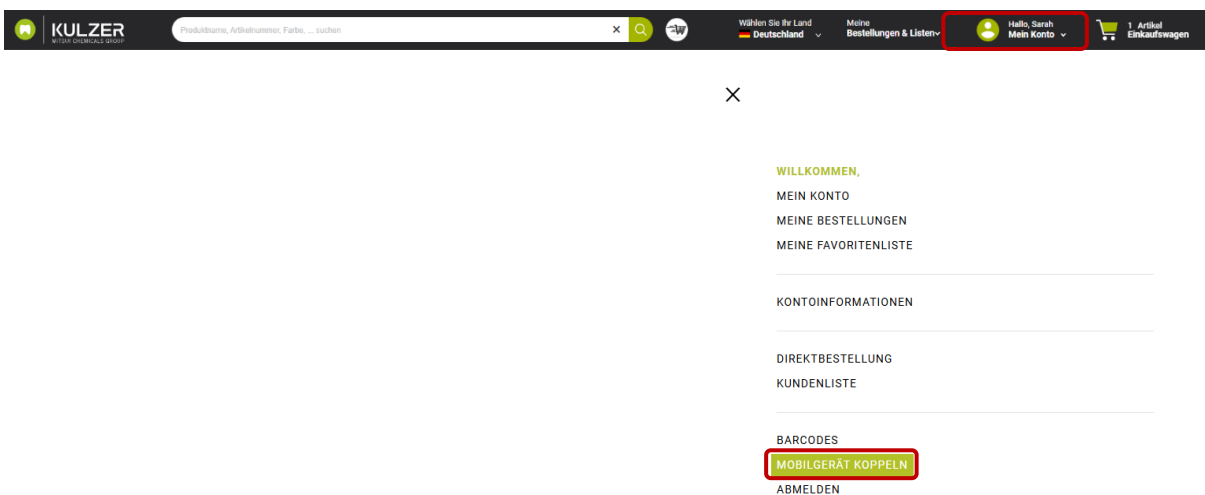 KULZER
MITSUI CHEMICALS GROUP
Produktname, Artikelnummer, Farbe, ... suchen
Wählen Sie Ihr Land
Deutschland
Meine
Bestellungen & Listen
Hallo, Sarah
Mein Konto
1 Artikel
Einkaufswagen
WILLKOMMEN,
MEIN KONTO
MEINE BESTELLUNGEN
MEINE FAVORITENLISTE
KONTOINFORMATIONEN
DIREKTBESTELLUNG
KUNDENLISTE
BARCODES
MOBILGERÄT KOPPELN
ABMELDEN